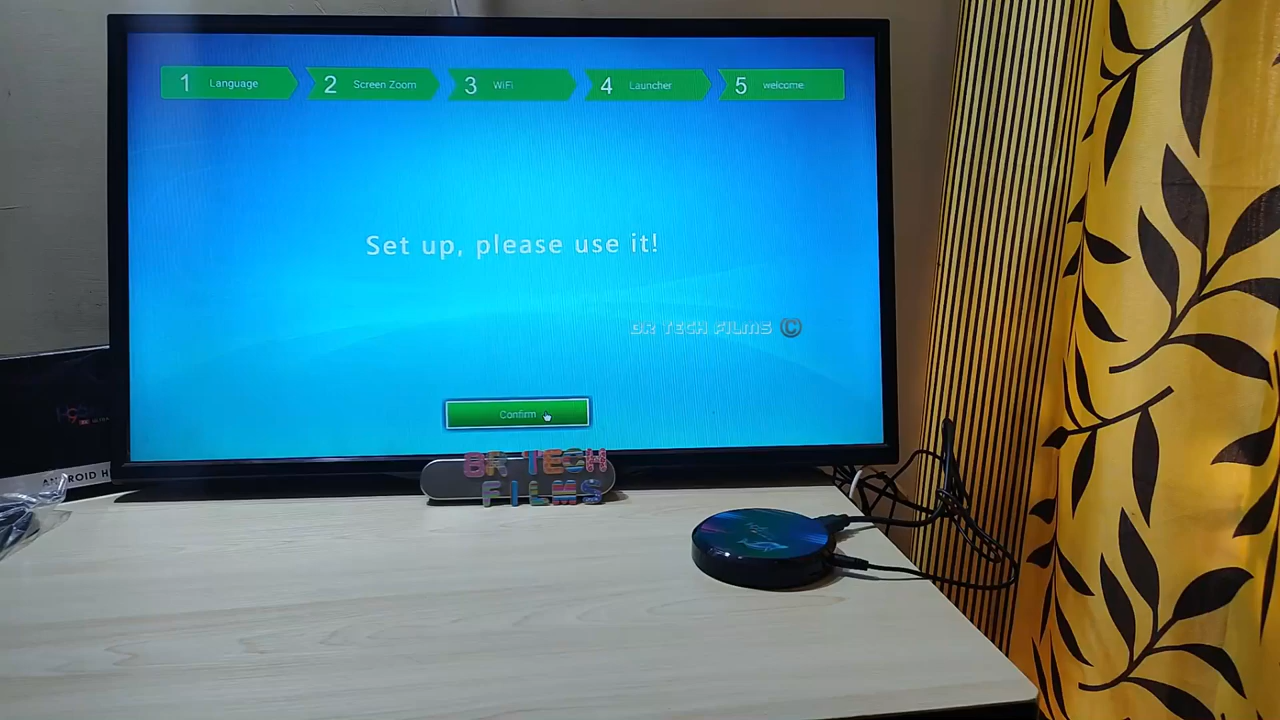 1 Language
2 Screen Zoom
3 WiFi
4 Launcher
5 welcome
Set up, please use it!
BR TECH FILMS ©
Confirm
BR TECH
FILMS